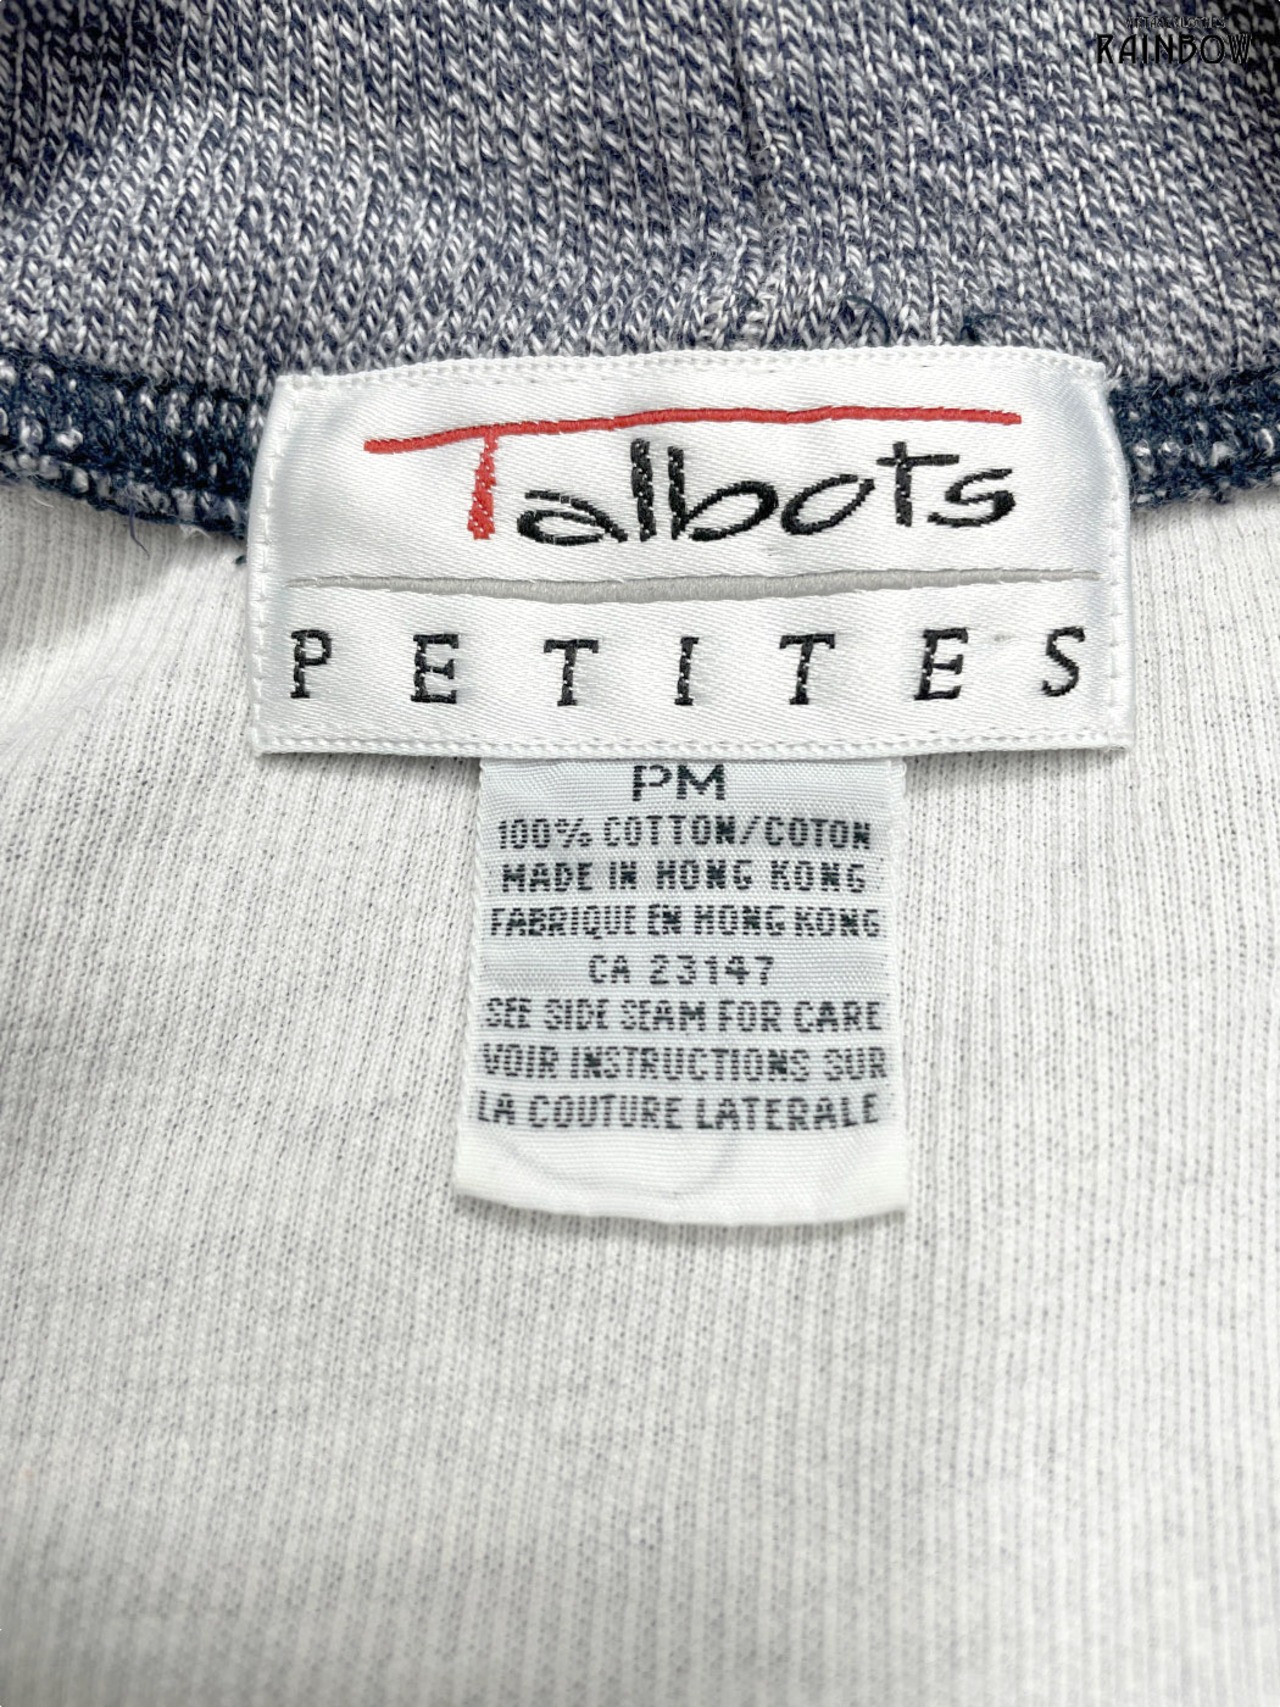 RAINBOW
Talbots
PETITES
PM
100% COTTON/COTON
MADE IN HONG KONG
FABRIQUE EN HONG KONG
CA 23147
SEE SIDE SEAM FOR CARE
VOIR INSTRUCTIONS SUR
LA COUTURE LATERALE